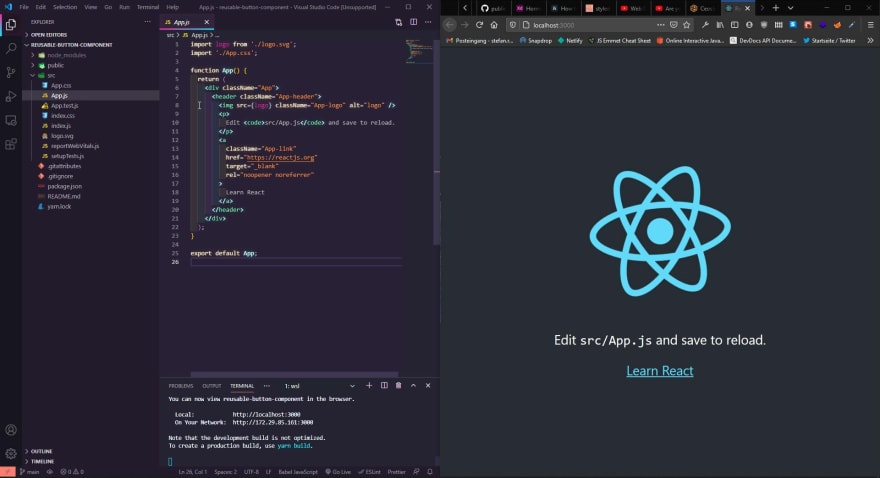 File Edit Selection View Go Run Terminal Help
App.js - reusable-button-component - Visual Studio Code [Unsupported]
EXPLORER
OPEN EDITORS
REUSABLE-BUTTON-COMPONENT
node_modules
public
src
App.css
App.js
App.test.js
index.css
index.js
logo.svg
reportWebVitals.js
setupTests.js
.gitattributes
.gitignore
package.json
README.md
yarn.lock
OUTLINE
TIMELINE
App.js
src > App.js > ...
1 import logo from './logo.svg';
2 import './App.css';
3
4 function App() {
5 return (
6 <div className="App">
7 <header className="App-header">
8 <img src={logo} className="App-logo" alt="logo" />
9 <p>
10 Edit <code>src/App.js</code> and save to reload.
11 </p>
12 <a
13 className="App-link"
14 href="https://reactjs.org"
15 target="_blank"
16 rel="noopener noreferrer"
17 >
18 Learn React
19 </a>
20 </header>
21 </div>
22 );
23 }
24
25 export default App;
26
PROBLEMS OUTPUT TERMINAL ... 1: wsl
You can now view reusable-button-component in the browser.
Local: http://localhost:3000
On Your Network: http://172.29.85.161:3000
Note that the development build is not optimized.
To create a production build, use yarn build.
main 0 0 Ln 26, Col 1 Spaces: 2 UTF-8 LF Babel JavaScript Go Live ESLint Prettier
localhost:3000
Posteingang - stefan.r... Snapdrop Netlify JS Emmet Cheat Sheet Online Interactive Java... DevDocs API Docume... Startseite / Twitter
Edit src/App.js and save to reload.
Learn React